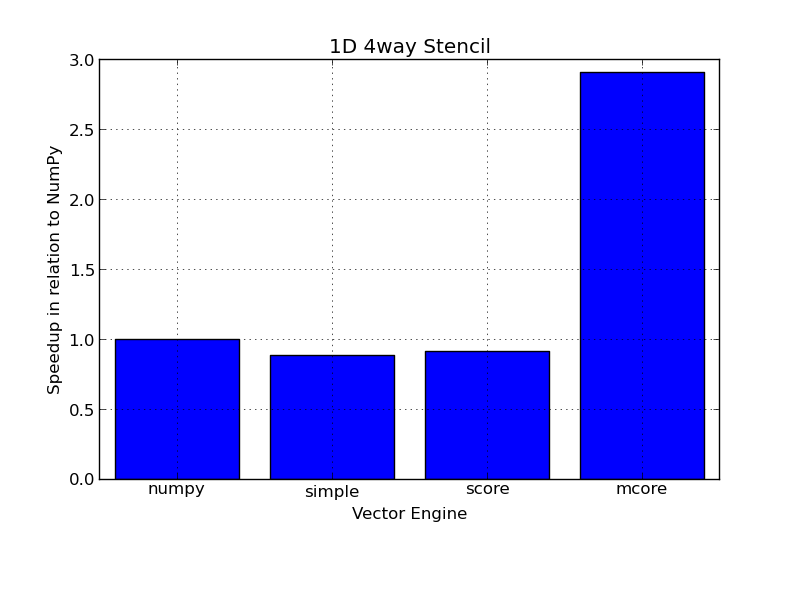 1D 4way Stencil
3.0
2.5
2.0
1.5
1.0
0.5
0.0
Speedup in relation to NumPy
numpy simple score mcore
Vector Engine